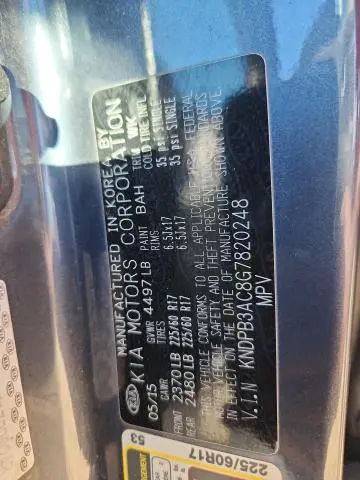 MANUFACTURED IN KOREA BY
KIA KIA MOTORS CORPORATION
05/15 GVWR 4497LB PAINT BAH TRIM WK
GAWR TIRES RIMS COLD TIRE INFL
FRONT 2370LB 225/60 R17 6.5Jx17 35 psi SINGLE
REAR 2480LB 225/60 R17 6.5Jx17 35 psi SINGLE
THIS VEHICLE CONFORMS TO ALL APPLICABLE FEDERAL
VEHICLE SAFETY AND THEFT PREVENTION STANDARDS
IN EFFECT ON THE DATE OF MANUFACTURE SHOWN ABOVE.
V.I.N KNDPB3AC8G7820248
MPV
53
225/60R17